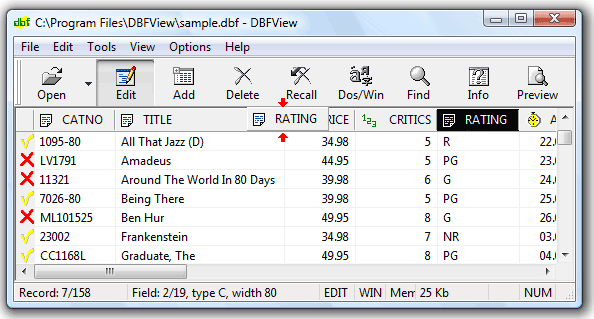 dbf C:\Program Files\DBFView\sample.dbf - DBFView
File Edit Tools View Options Help
Open Edit Add Delete Recall Dos/Win Find Info Preview
CATNO TITLE RATING RICE 123 CRITICS RATING A
1095-80 All That Jazz (D) 34.98 5 R 22.0
LV1791 Amadeus 44.95 5 PG 23.0
11321 Around The World In 80 Days 39.98 6 G 24.0
7026-80 Being There 39.98 5 PG 25.0
ML101525 Ben Hur 49.95 8 G 26.0
23002 Frankenstein 34.98 7 NR 03.0
CC1168L Graduate, The 49.95 8 PG 04.0
Record: 7/158 Field: 2/19, type C, width 80 EDIT WIN Mem 25 Kb NUM